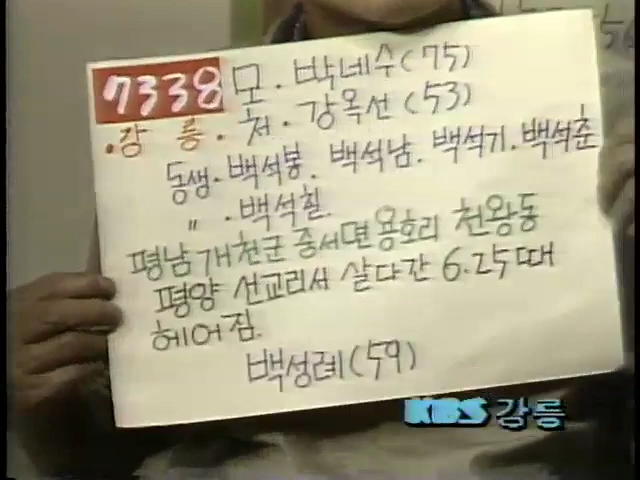 7338 모. 박네수(75)
.강 릉. 처. 강옥선(53)
동생. 백석봉. 백석남. 백석기. 백석춘
〃. 백석칠.
평남개천군 중서면용호리 천왕동
평양 선교리서 살다간 6.25때
헤어짐.
백성례(59)
KBS 강릉